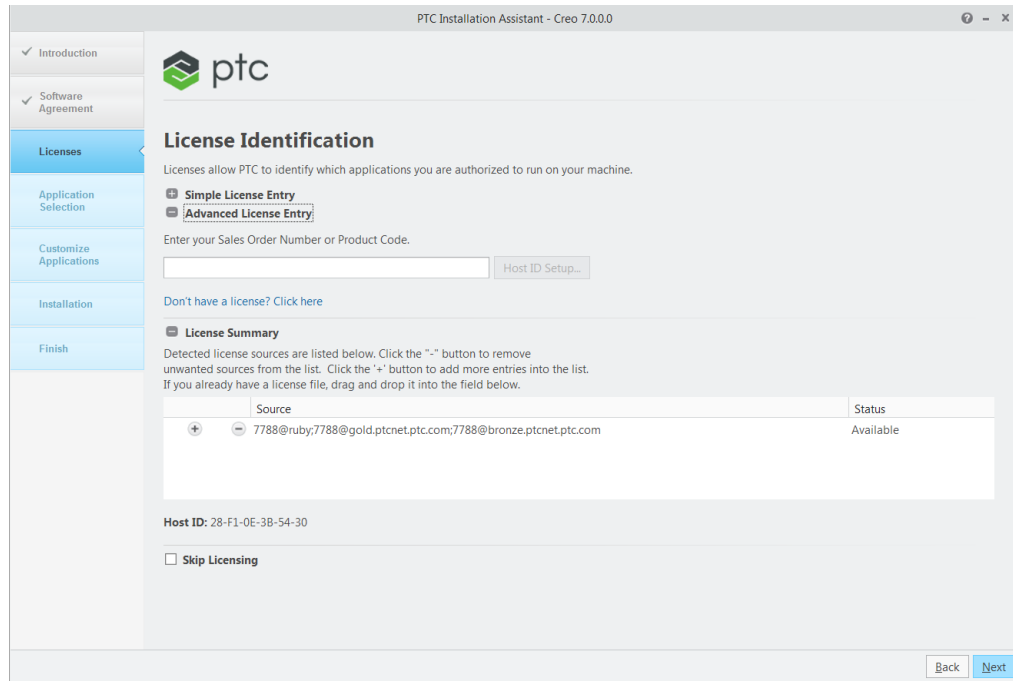 PTC Installation Assistant - Creo 7.0.0.0
Introduction
Software
Agreement
Licenses
Application
Selection
Customize
Applications
Installation
Finish
ptc
License Identification
Licenses allow PTC to identify which applications you are authorized to run on your machine.
Simple License Entry
Advanced License Entry
Enter your Sales Order Number or Product Code.
Host ID Setup...
Don't have a license? Click here
License Summary
Detected license sources are listed below. Click the "-" button to remove
unwanted sources from the list. Click the '+' button to add more entries into the list.
If you already have a license file, drag and drop it into the field below.
Source Status
7788@ruby;7788@gold.ptcnet.ptc.com;7788@bronze.ptcnet.ptc.com Available
Host ID: 28-F1-0E-3B-54-30
Skip Licensing
Back Next